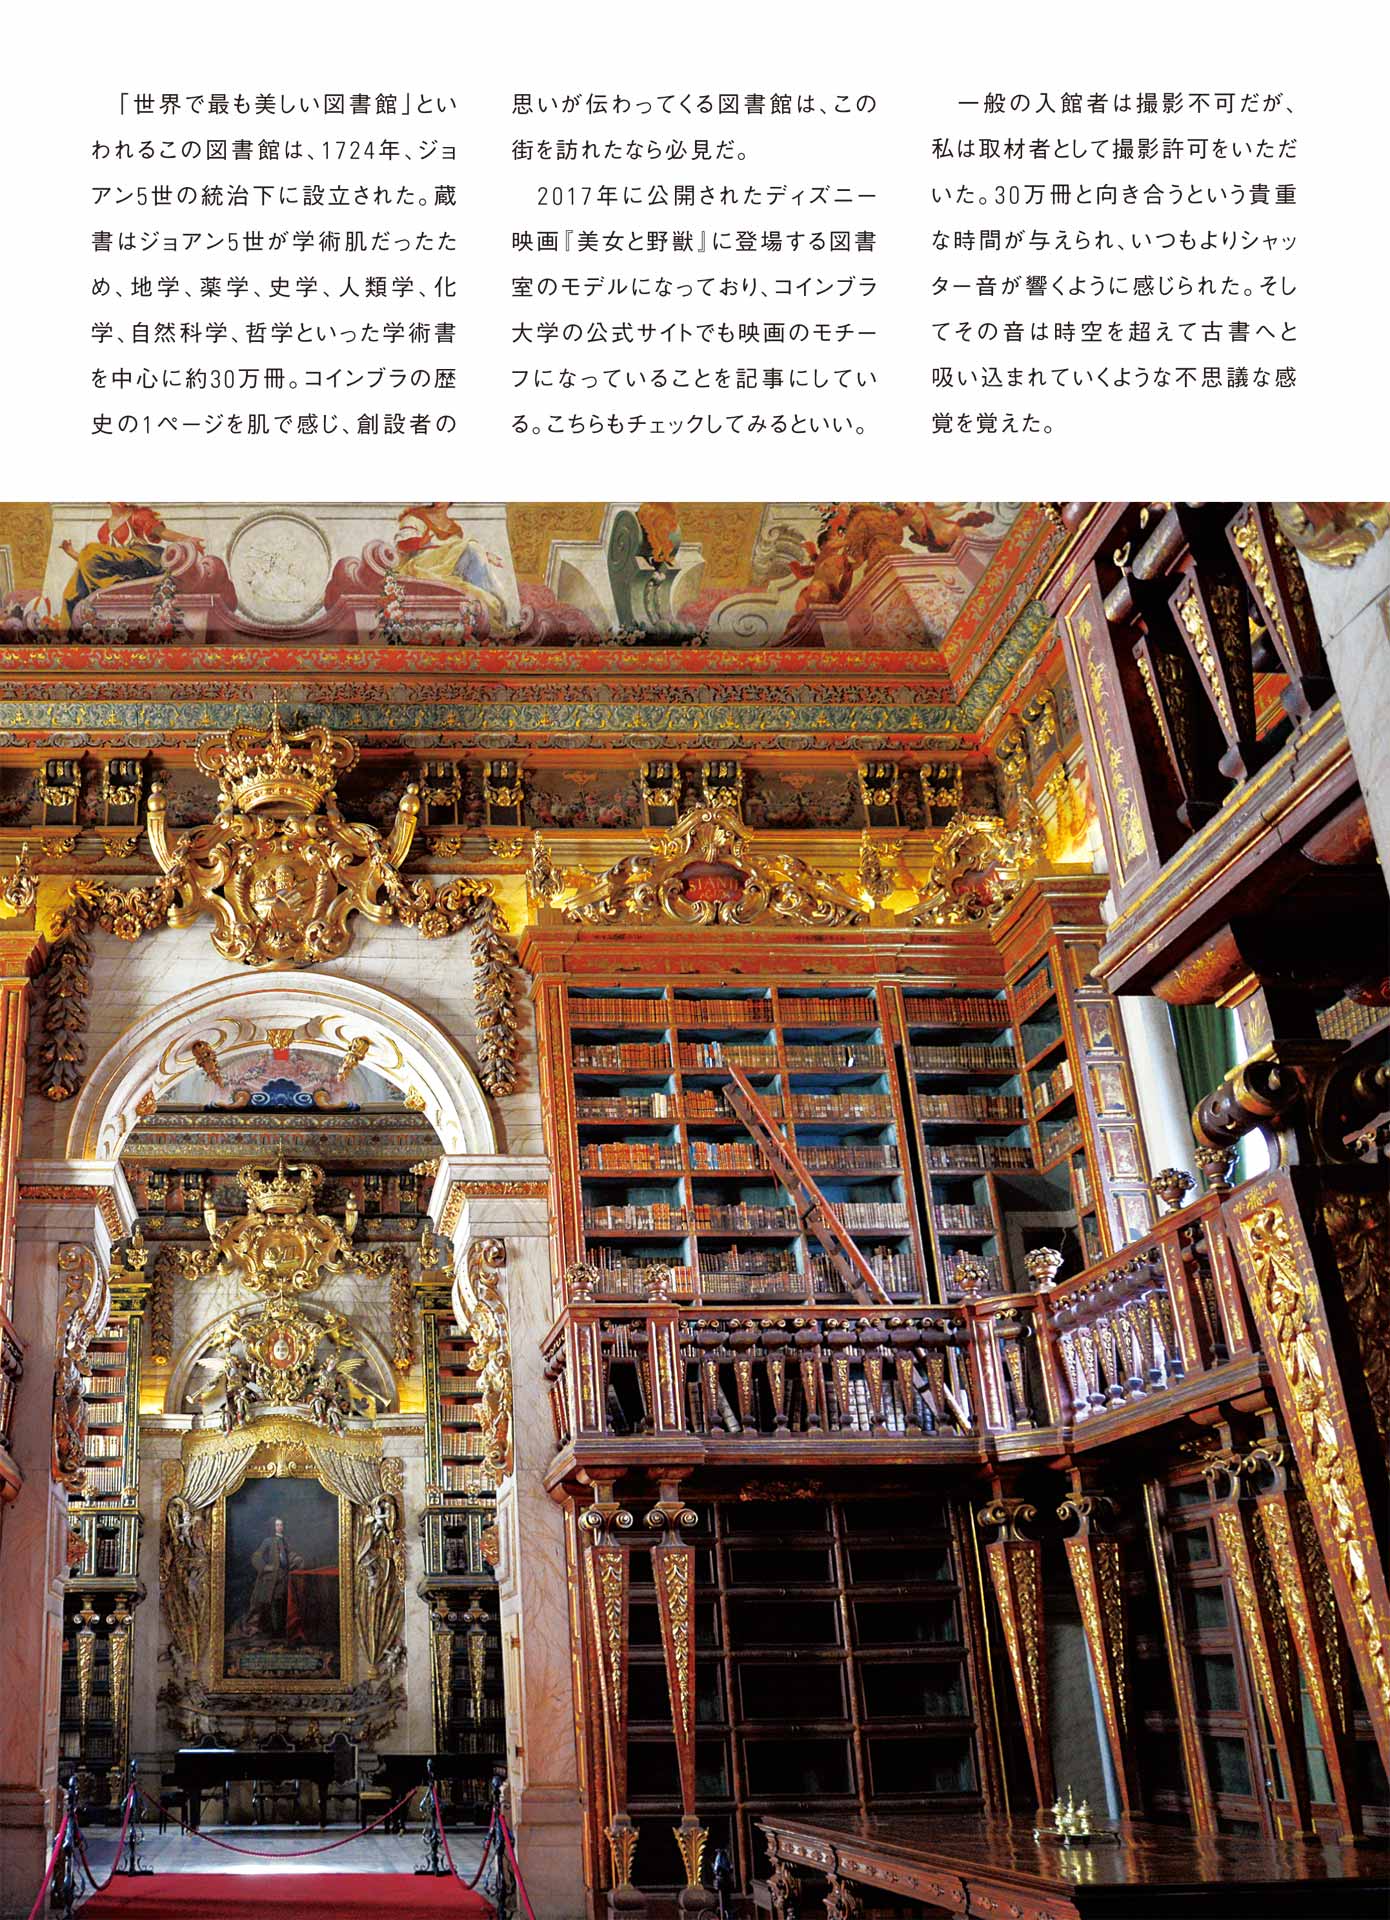 「世界で最も美しい図書館」とい
われるこの図書館は、1724年、ジョ
アン5世の統治下に設立された。蔵
書はジョアン5世が学術肌だったた
め、地学、薬学、史学、人類学、化
学、自然科学、哲学といった学術書
を中心に約30万冊。コインブラの歴
史の1ページを肌で感じ、創設者の
思いが伝わってくる図書館は、この
街を訪れたなら必見だ。
2017年に公開されたディズニー
映画『美女と野獣』に登場する図書
室のモデルになっており、コインブラ
大学の公式サイトでも映画のモチー
フになっていることを記事にしてい
る。こちらもチェックしてみるといい。
一般の入館者は撮影不可だが、
私は取材者として撮影許可をいただ
いた。30万冊と向き合うという貴重
な時間が与えられ、いつもよりシャッ
ター音が響くように感じられた。そし
てその音は時空を超えて古書へと
吸い込まれていくような不思議な感
覚を覚えた。